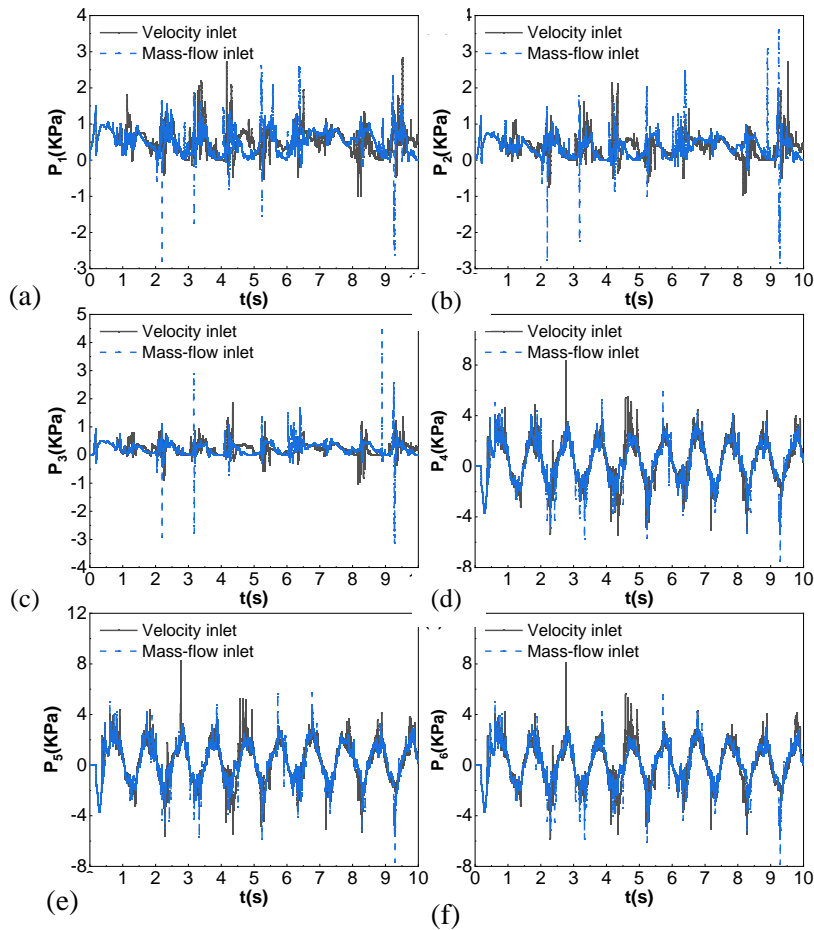 4
3
2
1
0
-1
-2
-3
P1(KPa)
Velocity inlet
Mass-flow inlet
0 1 2 3 4 5 6 7 8 9
t(s)
(a)
4
3
2
1
0
-1
-2
-3
P2(KPa)
Velocity inlet
Mass-flow inlet
0 1 2 3 4 5 6 7 8 9 10
t(s)
(b)
5
4
3
2
1
0
-1
-2
-3
-4
P3(KPa)
Velocity inlet
Mass-flow inlet
0 1 2 3 4 5 6 7 8 9
t(s)
(c)
8
4
0
-4
-8
P4(KPa)
Velocity inlet
Mass-flow inlet
0 1 2 3 4 5 6 7 8 9 10
t(s)
(d)
12
8
4
0
-4
-8
P5(KPa)
Velocity inlet
Mass-flow inlet
1 2 3 4 5 6 7 8 9 10
t(s)
(e)
8
4
0
-4
-8
P6(KPa)
Velocity inlet
Mass-flow inlet
0 1 2 3 4 5 6 7 8 9 10
t(s)
(f)